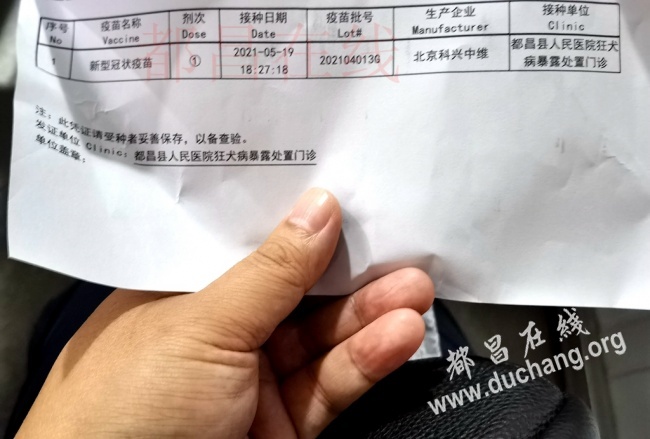 序号 疫苗名称 剂次 接种日期 疫苗批号 生产企业 接种单位
No Vaccine Dose Date Lot# Manufacturer Clinic
1 新型冠状疫苗 ① 2021-05-19 18:27:18 202104013G 北京科兴中维 都昌县人民医院狂犬病暴露处置门诊
注：此凭证请受种者妥善保存，以备查验。
发证单位 Clinic：都昌县人民医院狂犬病暴露处置门诊
单位盖章：
都昌在线
都昌在线
www.duchang.org